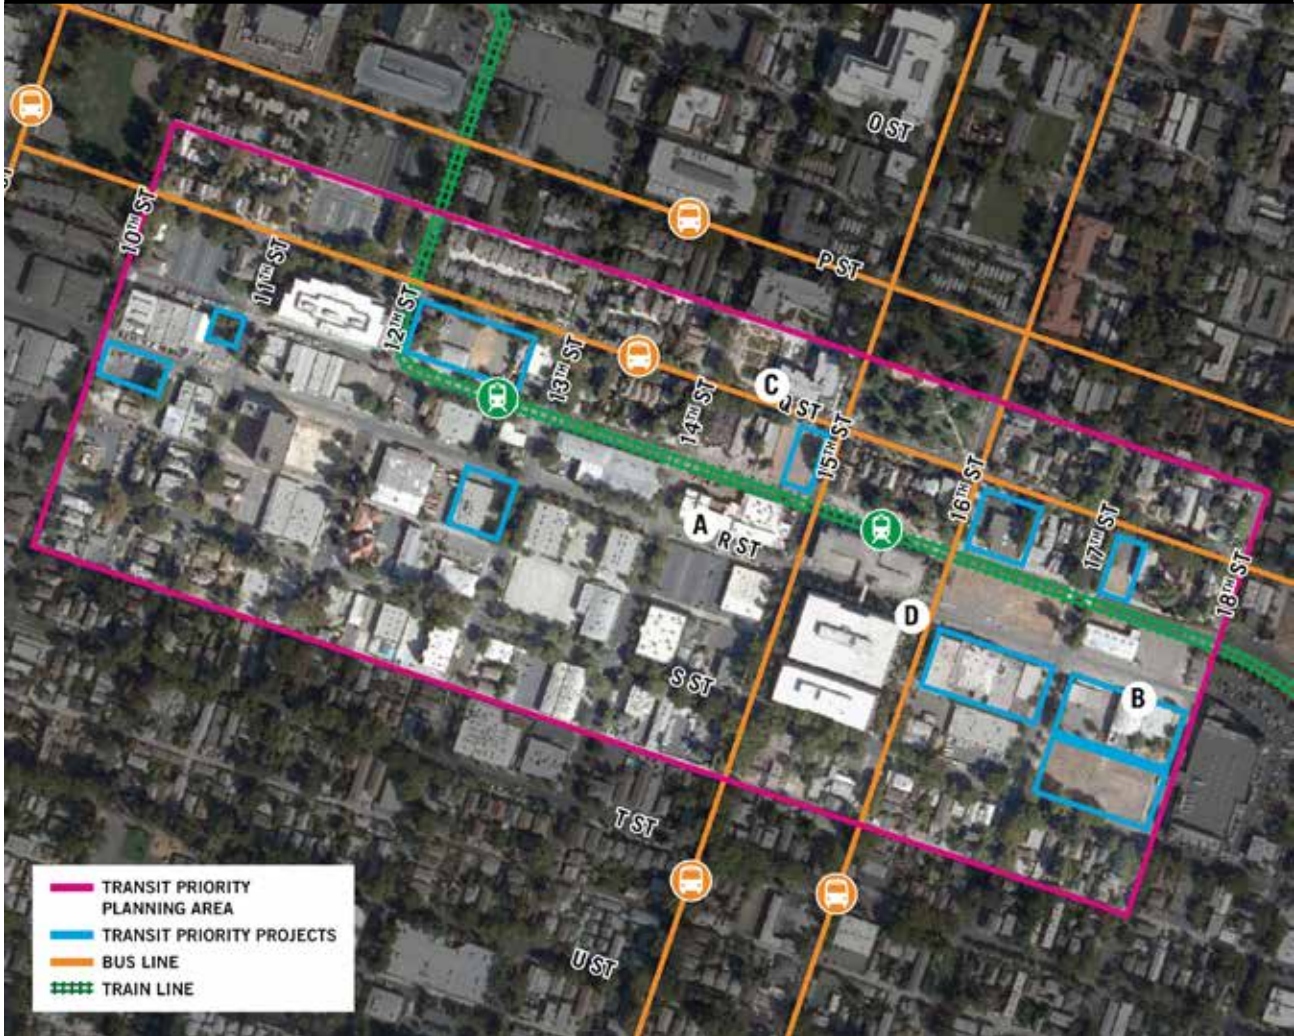 O ST
10TH ST
11TH ST
P ST
12TH ST
13TH ST
14TH ST
C
Q ST
15TH ST
16TH ST
17TH ST
18TH ST
A
R ST
D
B
S ST
T ST
U ST
TRANSIT PRIORITY
PLANNING AREA
TRANSIT PRIORITY PROJECTS
BUS LINE
TRAIN LINE